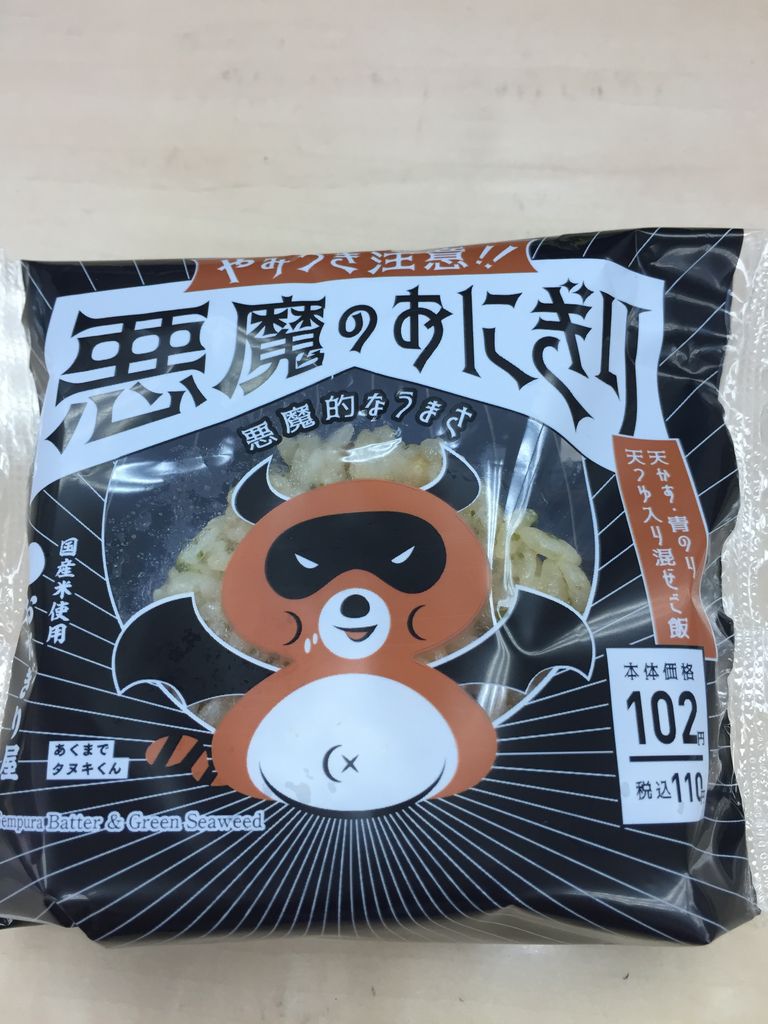 やみつき注意!!
悪魔のおにぎり
悪魔的なうまさ
天かす・青のり
天つゆ入り混ぜご飯
国産米使用
本体価格
102円
税込110
あくまで
タヌキくん
Batter & Green Seaweed